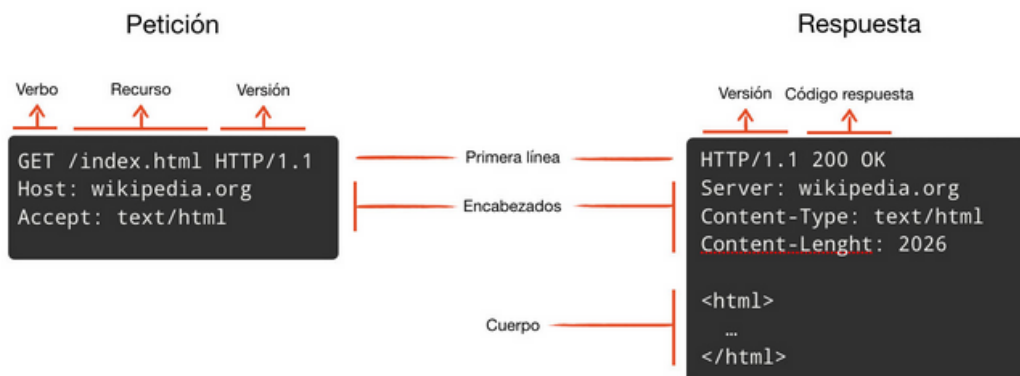 Petición
Respuesta
Verbo
Recurso
Versión
Versión
Código respuesta
GET /index.html HTTP/1.1
Host: wikipedia.org
Accept: text/html
Primera línea
Encabezados
Cuerpo
HTTP/1.1 200 OK
Server: wikipedia.org
Content-Type: text/html
Content-Lenght: 2026
<html>
…
</html>